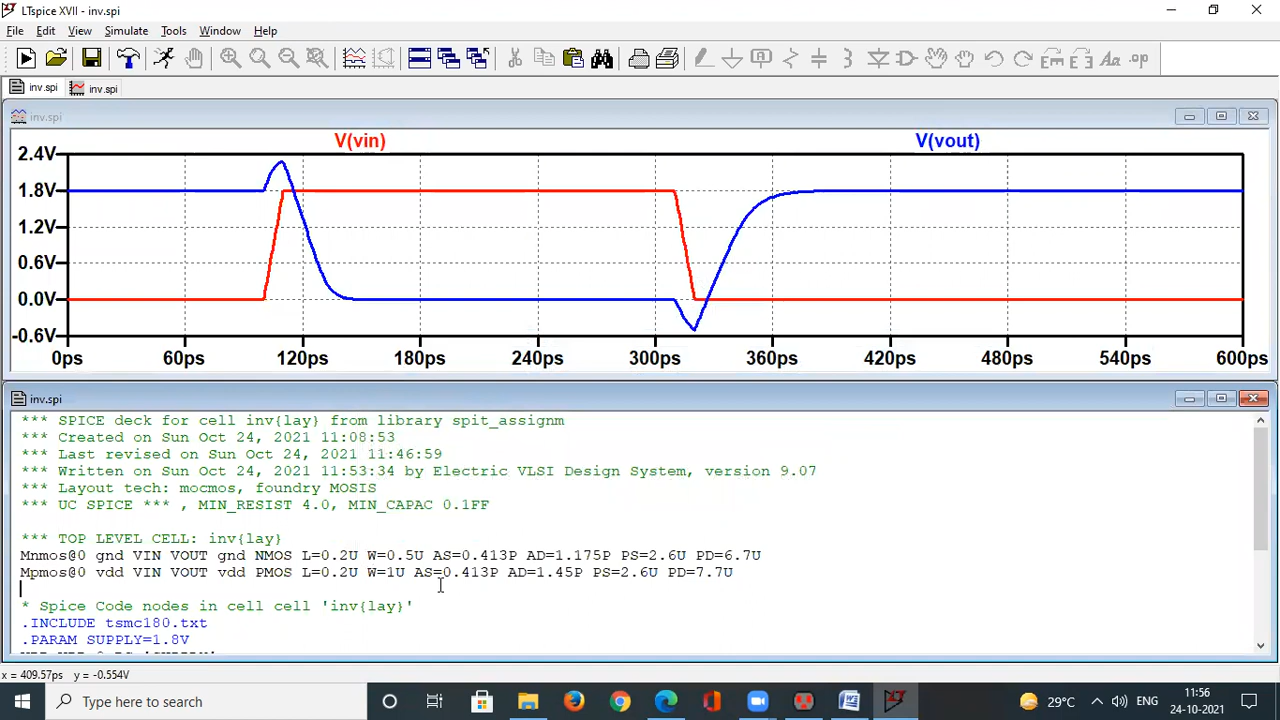 LTspice XVII - inv.spi
File Edit View Simulate Tools Window Help
inv.spi inv.spi
inv.spi
V(vin) V(vout)
2.4V
1.8V
1.2V
0.6V
0.0V
-0.6V
0ps 60ps 120ps 180ps 240ps 300ps 360ps 420ps 480ps 540ps 600ps
inv.spi
*** SPICE deck for cell inv{lay} from library spit_assignm
*** Created on Sun Oct 24, 2021 11:08:53
*** Last revised on Sun Oct 24, 2021 11:46:59
*** Written on Sun Oct 24, 2021 11:53:34 by Electric VLSI Design System, version 9.07
*** Layout tech: mocmos, foundry MOSIS
*** UC SPICE *** , MIN_RESIST 4.0, MIN_CAPAC 0.1FF
*** TOP LEVEL CELL: inv{lay}
Mnmos@0 gnd VIN VOUT gnd NMOS L=0.2U W=0.5U AS=0.413P AD=1.175P PS=2.6U PD=6.7U
Mpmos@0 vdd VIN VOUT vdd PMOS L=0.2U W=1U AS=0.413P AD=1.45P PS=2.6U PD=7.7U
* Spice Code nodes in cell cell 'inv{lay}'
.INCLUDE tsmc180.txt
.PARAM SUPPLY=1.8V
x = 409.57ps y = -0.554V
Type here to search
29°C ENG
11:56
24-10-2021